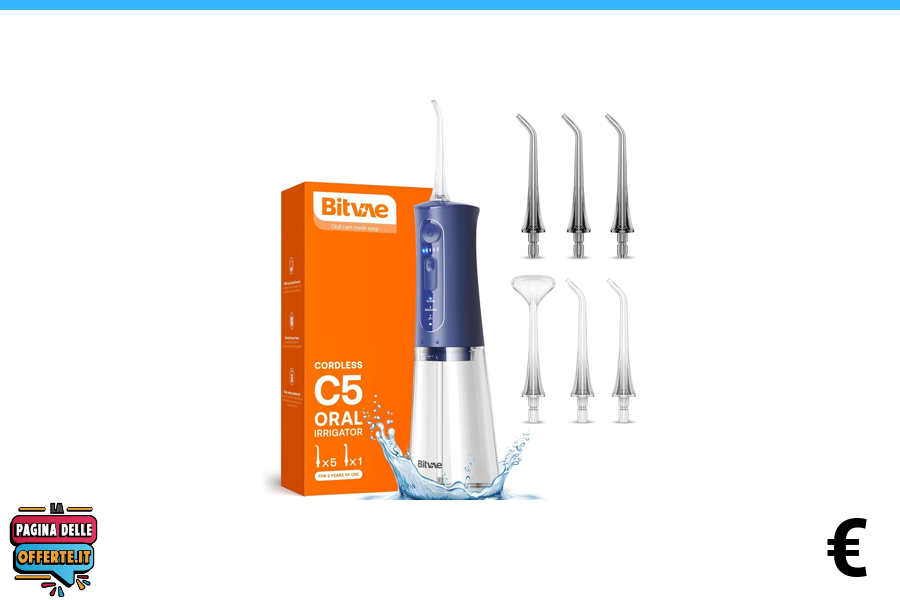 Bitvae
Oral care made easy
CORDLESS
C5
ORAL
IRRIGATOR
x5
x1
FOR 2 YEARS OF USE
Bitvae
LA
PAGINA DELLE
OFFERTE.IT
€